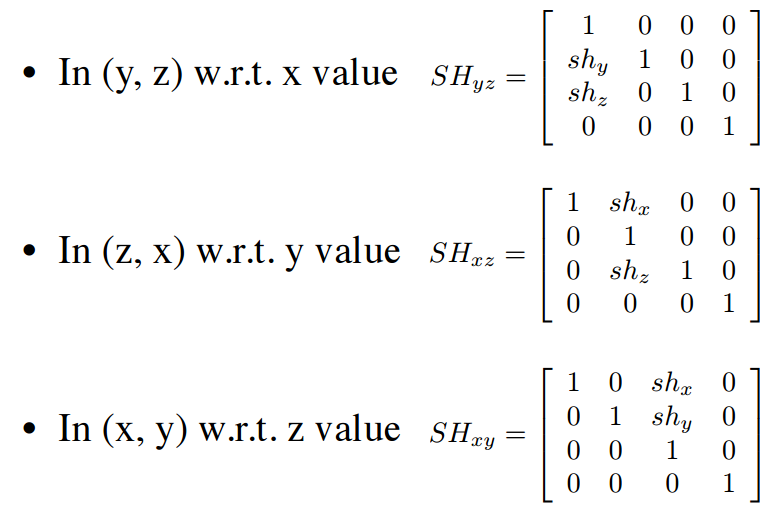 • In (y, z) w.r.t. x value SH_yz = [ 1 0 0 0
sh_y 1 0 0
sh_z 0 1 0
0 0 0 1 ]
• In (z, x) w.r.t. y value SH_xz = [ 1 sh_x 0 0
0 1 0 0
0 sh_z 1 0
0 0 0 1 ]
• In (x, y) w.r.t. z value SH_xy = [ 1 0 sh_x 0
0 1 sh_y 0
0 0 1 0
0 0 0 1 ]